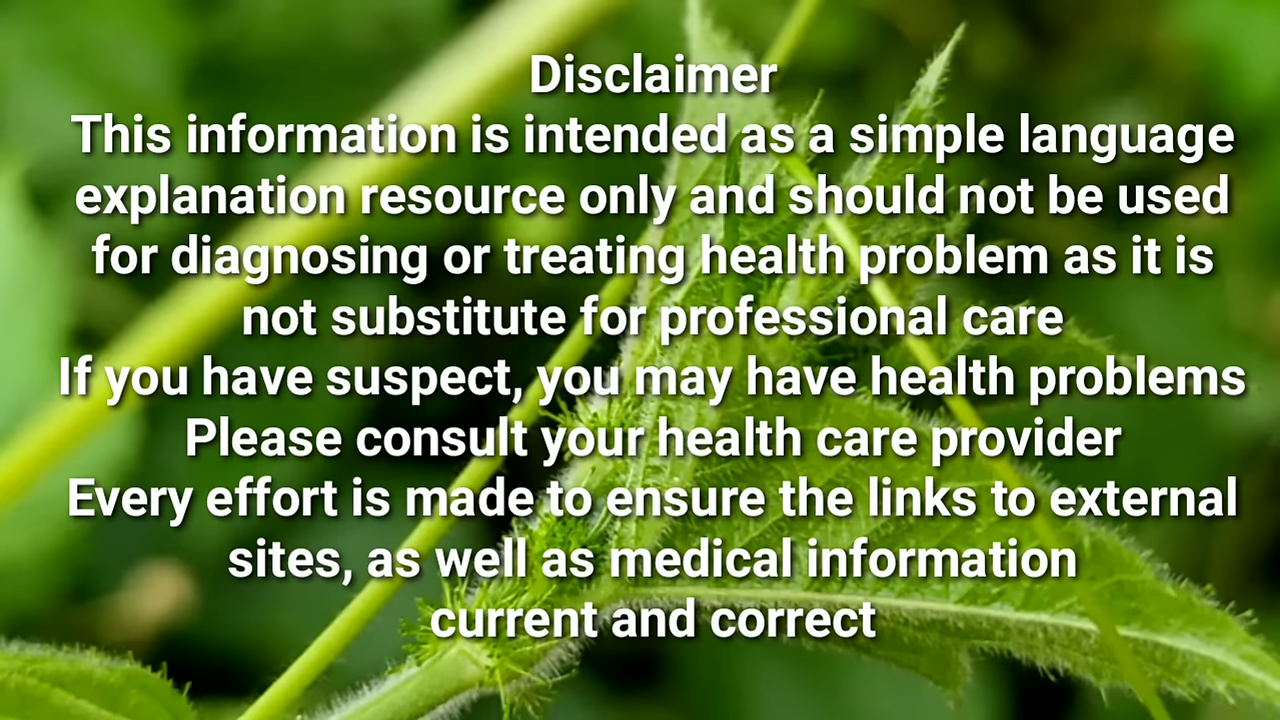 Disclaimer
This information is intended as a simple language
explanation resource only and should not be used
for diagnosing or treating health problem as it is
not substitute for professional care
If you have suspect, you may have health problems
Please consult your health care provider
Every effort is made to ensure the links to external
sites, as well as medical information
current and correct